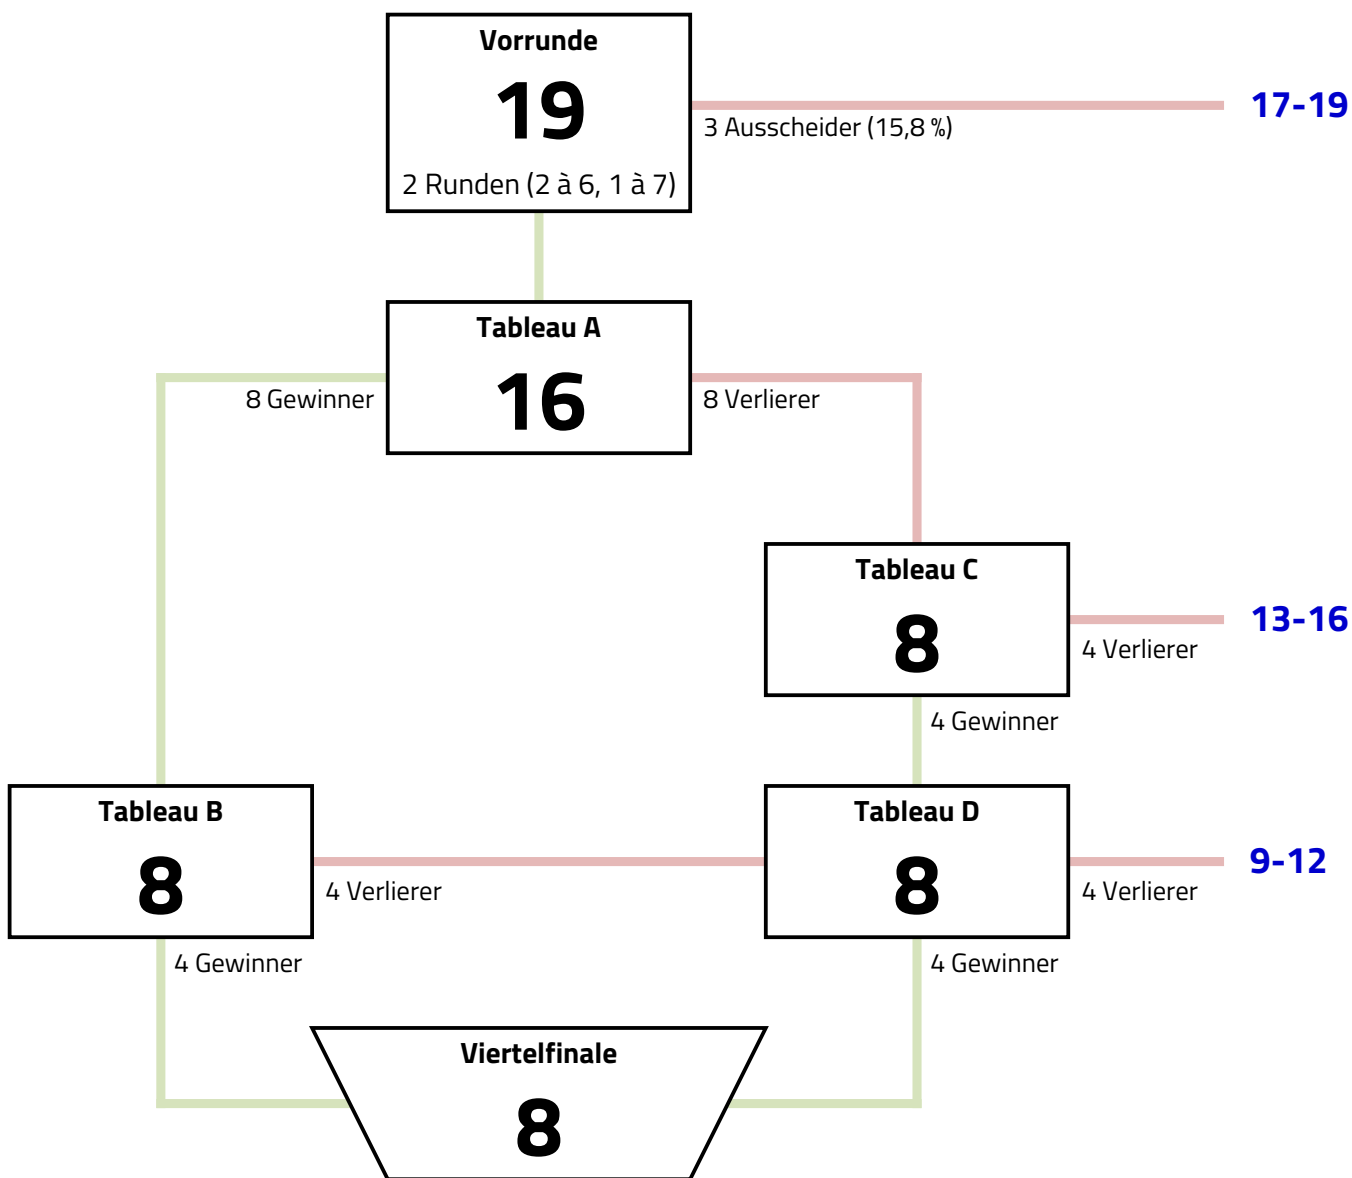 Vorrunde
19
2 Runden (2 à 6, 1 à 7)
17-19
3 Ausscheider (15,8 %)
Tableau A
16
8 Gewinner
8 Verlierer
Tableau C
8
13-16
4 Verlierer
4 Gewinner
Tableau B
8
4 Verlierer
4 Gewinner
Tableau D
8
9-12
4 Verlierer
4 Gewinner
Viertelfinale
8